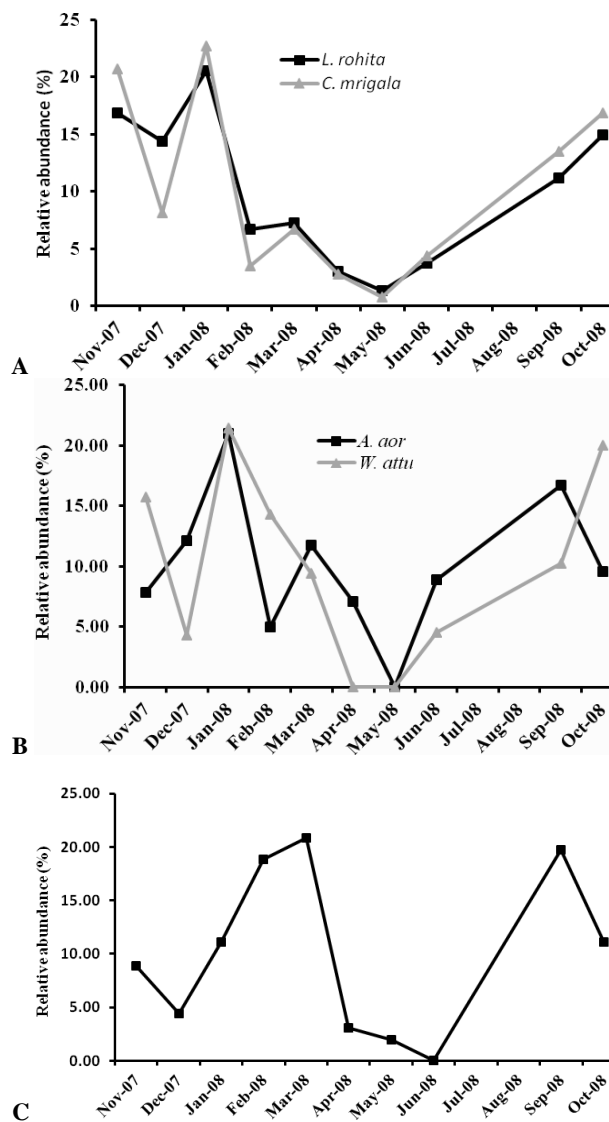 25
20
15
10
5
0
Relative abundance (%)
L. rohita
C. mrigala
Nov-07
Dec-07
Jan-08
Feb-08
Mar-08
Apr-08
May-08
Jun-08
Jul-08
Aug-08
Sep-08
Oct-08
A
25.00
20.00
15.00
10.00
5.00
0.00
Relative abundance (%)
A. aor
W. attu
Nov-07
Dec-07
Jan-08
Feb-08
Mar-08
Apr-08
May-08
Jun-08
Jul-08
Aug-08
Sep-08
Oct-08
B
25.00
20.00
15.00
10.00
5.00
0.00
Relative abundance (%)
Nov-07
Dec-07
Jan-08
Feb-08
Mar-08
Apr-08
May-08
Jun-08
Jul-08
Aug-08
Sep-08
Oct-08
C